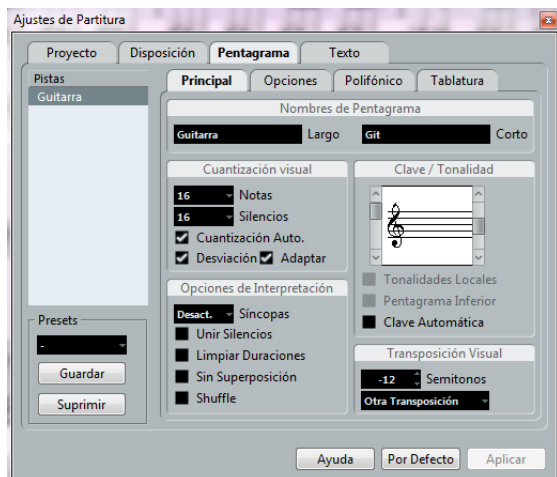 Ajustes de Partitura
Proyecto Disposición Pentagrama Texto
Pistas
Guitarra
Presets
-
Guardar
Suprimir
Principal Opciones Polifónico Tablatura
Nombres de Pentagrama
Guitarra Largo Git Corto
Cuantización visual
16 Notas
16 Silencios
Cuantización Auto.
Desviación Adaptar
Opciones de Interpretación
Desact. Síncopas
Unir Silencios
Limpiar Duraciones
Sin Superposición
Shuffle
Clave / Tonalidad
Tonalidades Locales
Pentagrama Inferior
Clave Automática
Transposición Visual
-12 Semitonos
Otra Transposición
Ayuda Por Defecto Aplicar